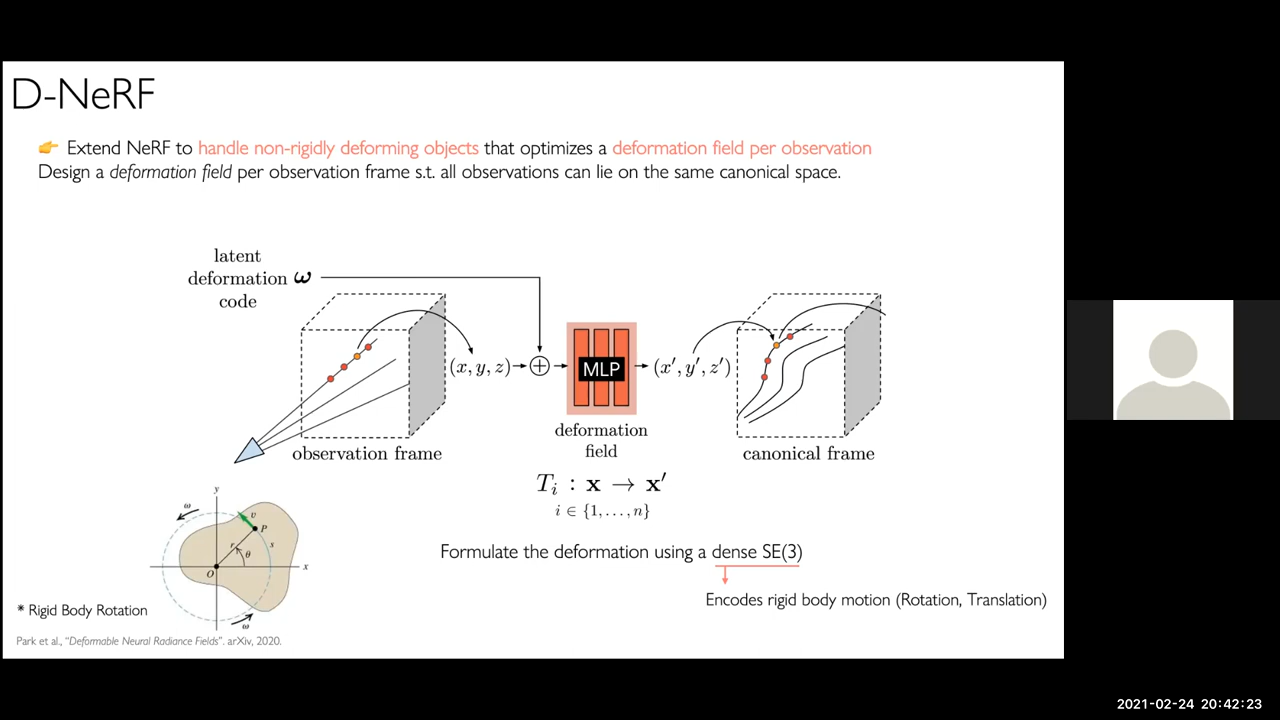 D-NeRF
👉 Extend NeRF to handle non-rigidly deforming objects that optimizes a deformation field per observation
Design a deformation field per observation frame s.t. all observations can lie on the same canonical space.
latent
deformation ω
code
(x, y, z)
MLP
(x′, y′, z′)
observation frame
deformation
field
canonical frame
T_i : x → x′
i ∈ {1, . . . , n}
y
ω
v
P
r
s
θ
O
x
ω
Formulate the deformation using a dense SE(3)
Encodes rigid body motion (Rotation, Translation)
* Rigid Body Rotation
Park et al., “Deformable Neural Radiance Fields”. arXiv, 2020.
2021-02-24 20:42:23